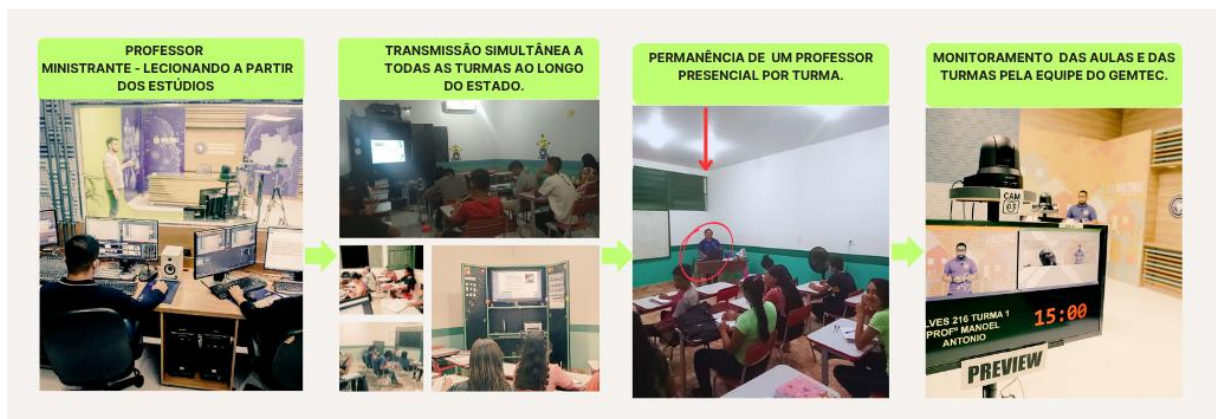 PROFESSOR
MINISTRANTE - LECIONANDO A PARTIR
DOS ESTÚDIOS
TRANSMISSÃO SIMULTÂNEA A
TODAS AS TURMAS AO LONGO
DO ESTADO.
PERMANÊNCIA DE UM PROFESSOR
PRESENCIAL POR TURMA.
MONITORAMENTO DAS AULAS E DAS
TURMAS PELA EQUIPE DO GEMTEC.
CAM
LVES 216 TURMA 1
PROFº MANOEL
ANTONIO
15:00
PREVIEW